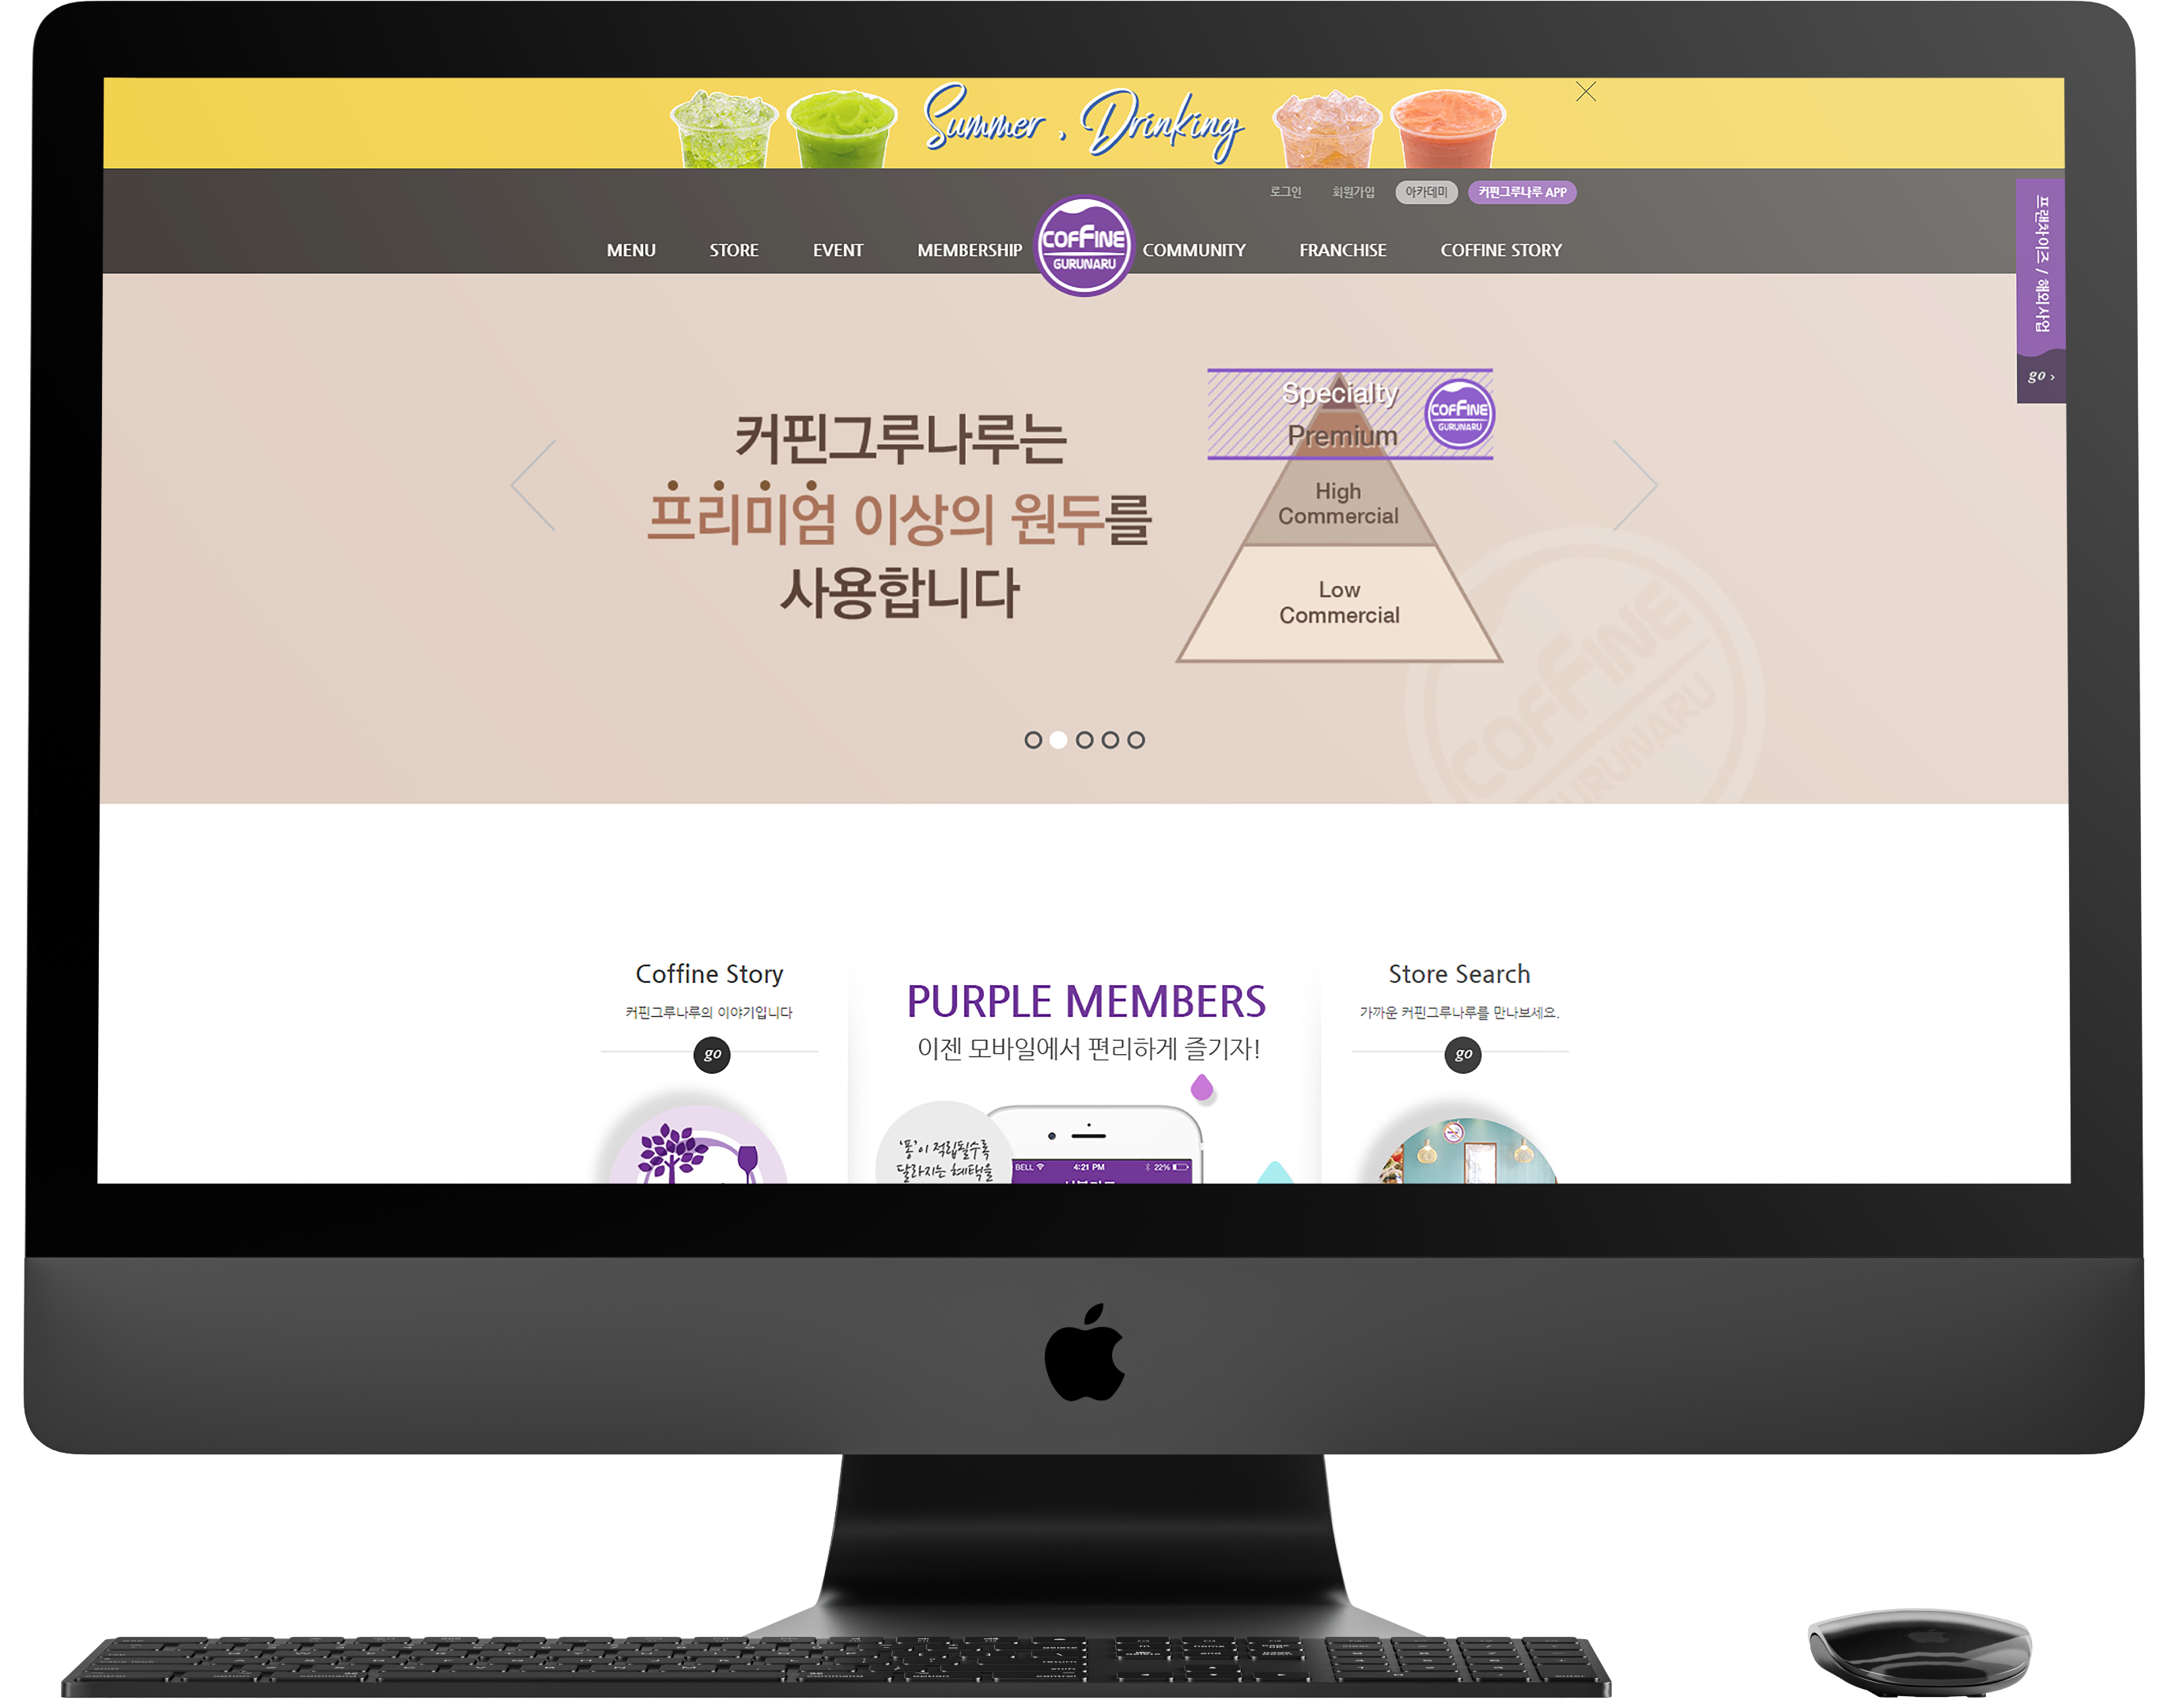 Summer . Drinking
로그인 회원가입 아카데미 커핀그루나루 APP
MENU STORE EVENT MEMBERSHIP COFFINE GURUNARU COMMUNITY FRANCHISE COFFINE STORY
프랜차이즈 / 해외사업
go ›
커핀그루나루는
프리미엄 이상의 원두를
사용합니다
Specialty
Premium
COFFINE
GURUNARU
High
Commercial
Low
Commercial
COFFINE
GURUNARU
Coffine Story
커핀그루나루의 이야기입니다
go
PURPLE MEMBERS
이젠 모바일에서 편리하게 즐기자!
'퐁'이 적립될수록
달라지는 혜택을
BELL 4:21 PM 22%
Store Search
가까운 커핀그루나루를 만나보세요.
go